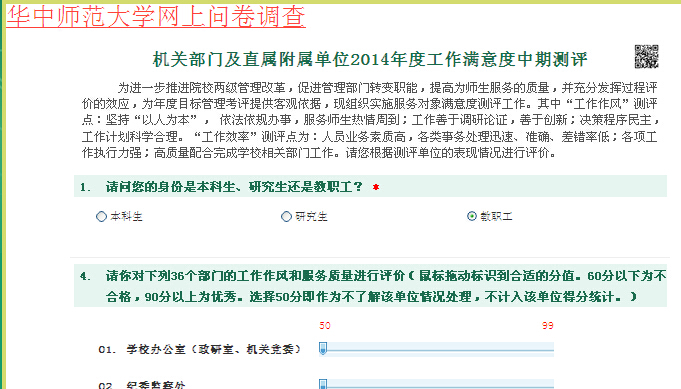 华中师范大学网上问卷调查
机关部门及直属附属单位2014年度工作满意度中期测评
为进一步推进院校两级管理改革，促进管理部门转变职能，提高为师生服务的质量，并充分发挥过程评
价的效应，为年度目标管理考评提供客观依据，现组织实施服务对象满意度测评工作。其中“工作作风”测评
点：坚持“以人为本”，依法依规办事，服务师生热情周到；工作善于调研论证，善于创新；决策程序民主，
工作计划科学合理。“工作效率”测评点为：人员业务素质高，各类事务处理迅速、准确、差错率低；各项工
作执行力强；高质量配合完成学校相关部门工作。请您根据测评单位的表现情况进行评价。
1. 请问您的身份是本科生、研究生还是教职工？ *
本科生 研究生 教职工
4. 请你对下列36个部门的工作作风和服务质量进行评价（鼠标拖动标识到合适的分值。60分以下为不
合格，90分以上为优秀。选择50分即作为不了解该单位情况处理，不计入该单位得分统计。）
50 99
01. 学校办公室（政研室、机关党委）
02. 纪委监察处